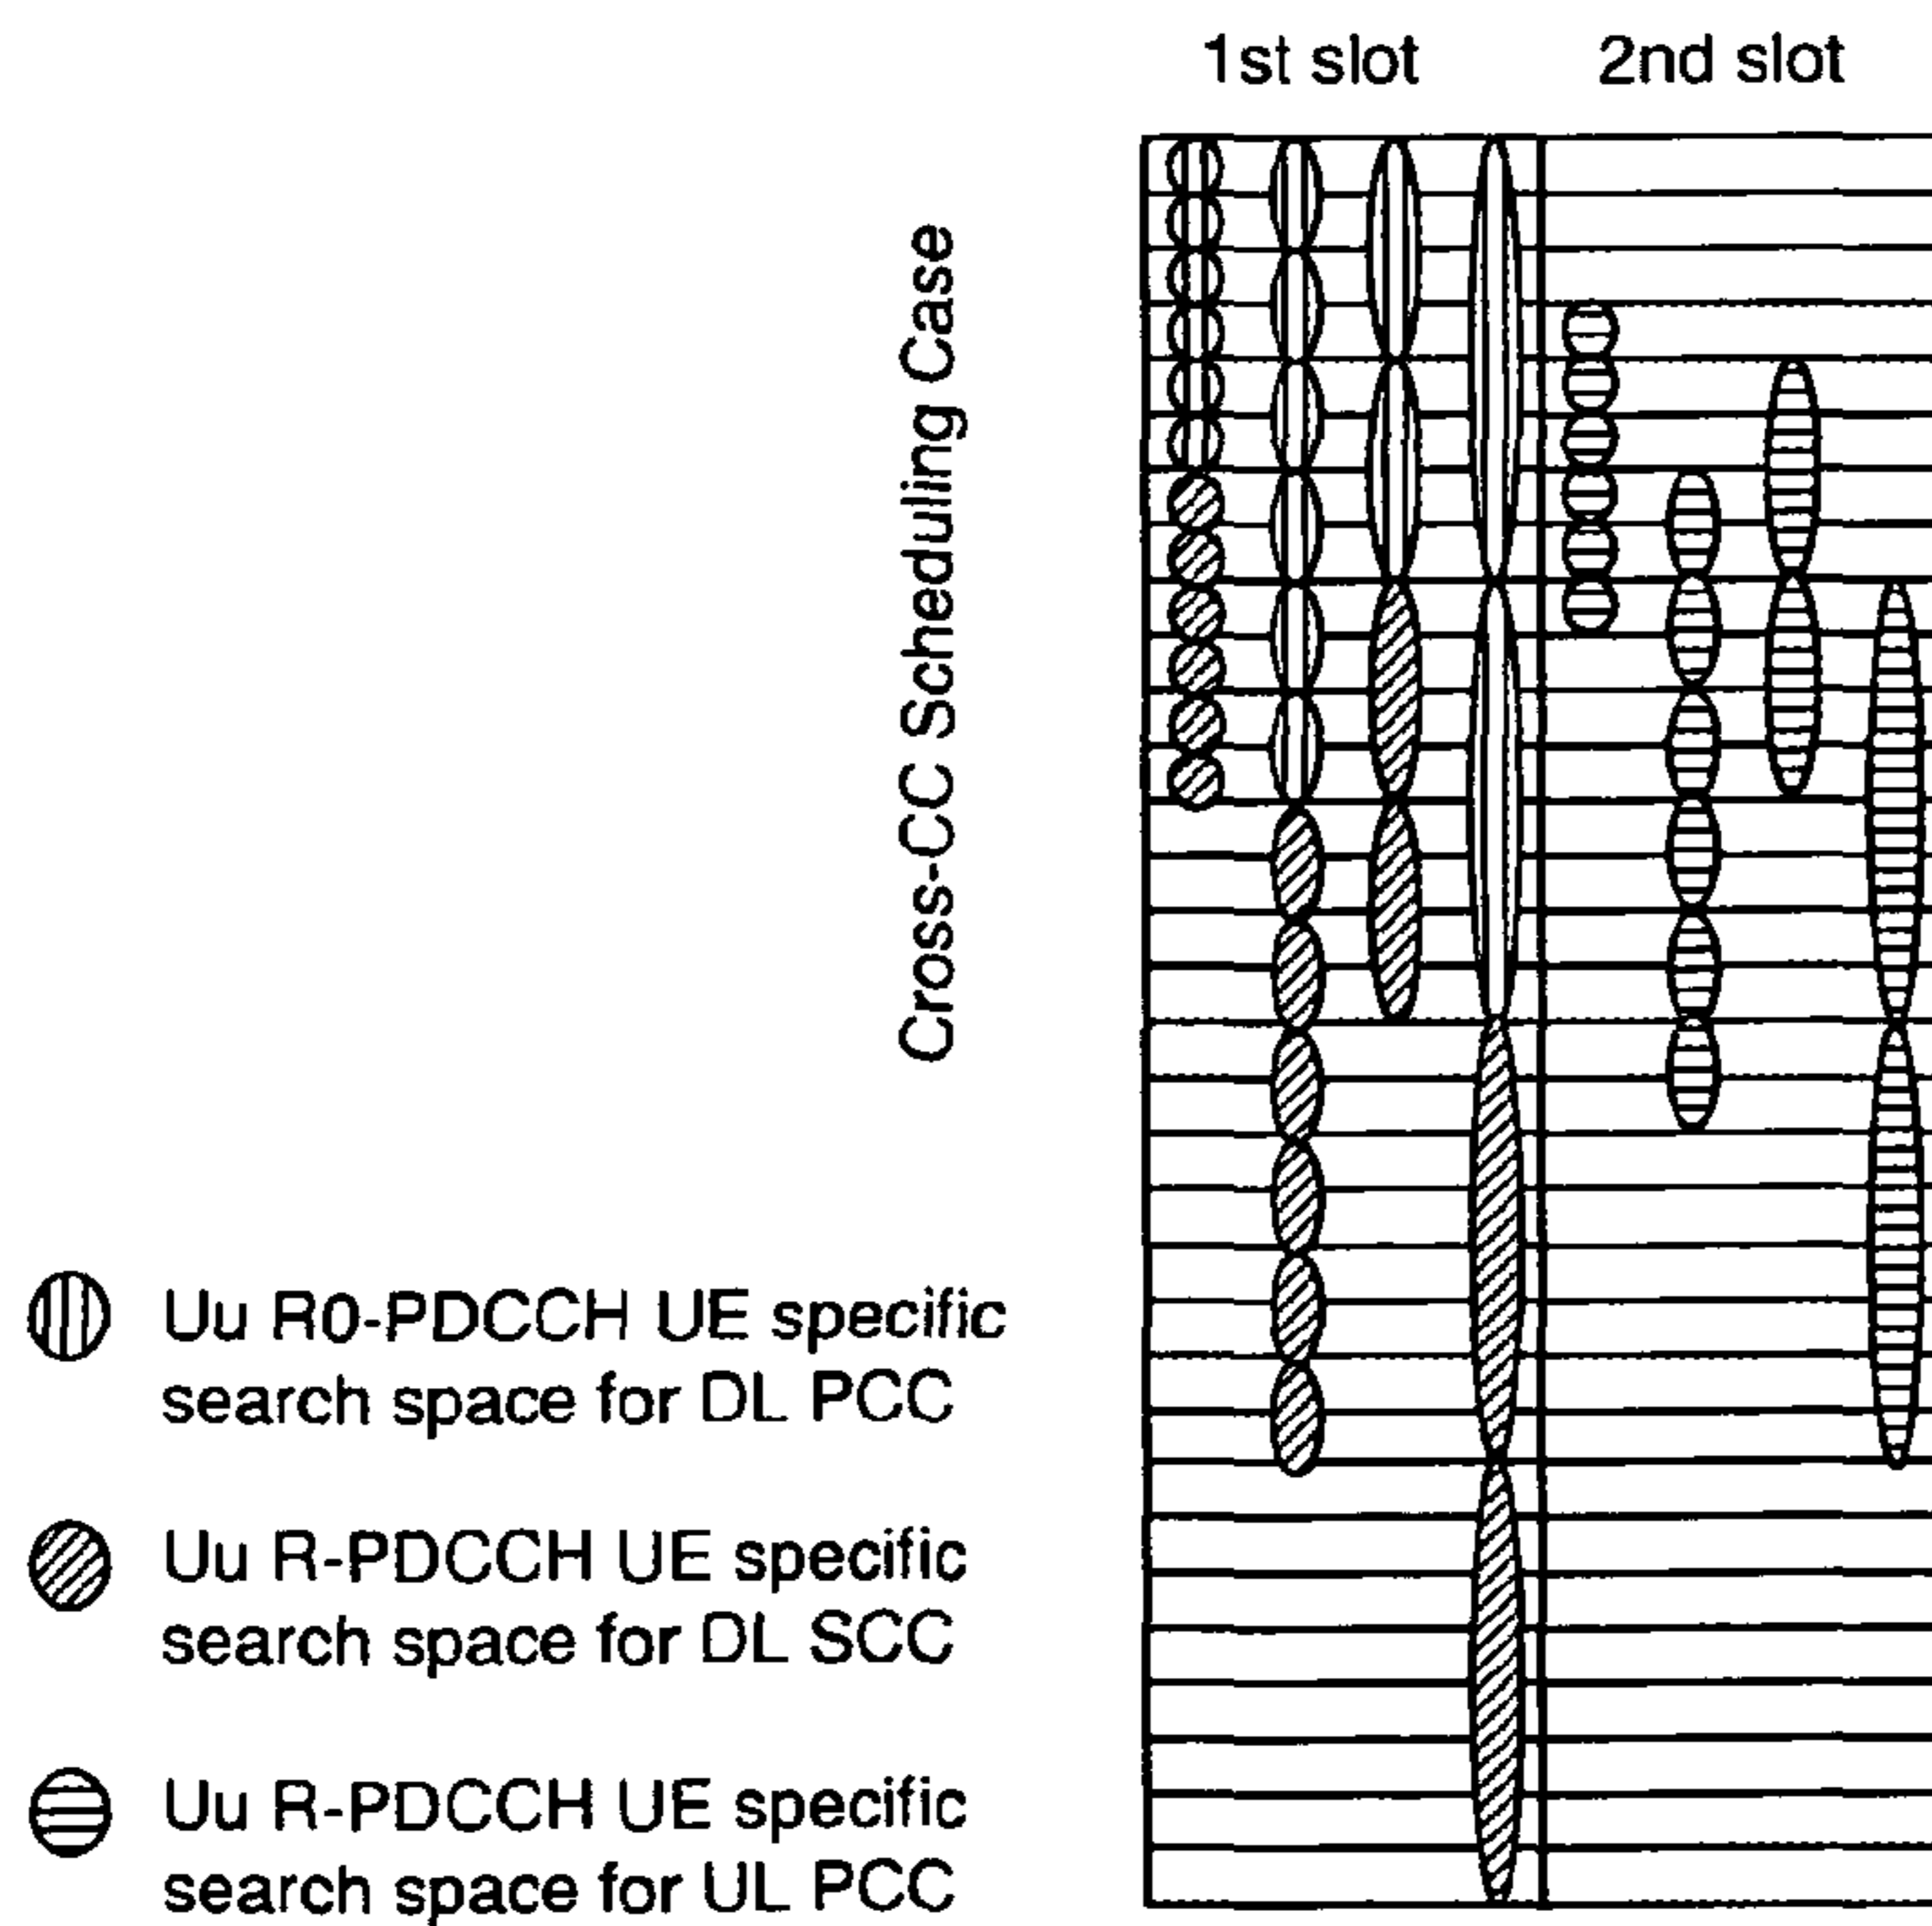 1st slot
2nd slot
Cross-CC Scheduling Case
Uu R0-PDCCH UE specific
search space for DL PCC
Uu R-PDCCH UE specific
search space for DL SCC
Uu R-PDCCH UE specific
search space for UL PCC